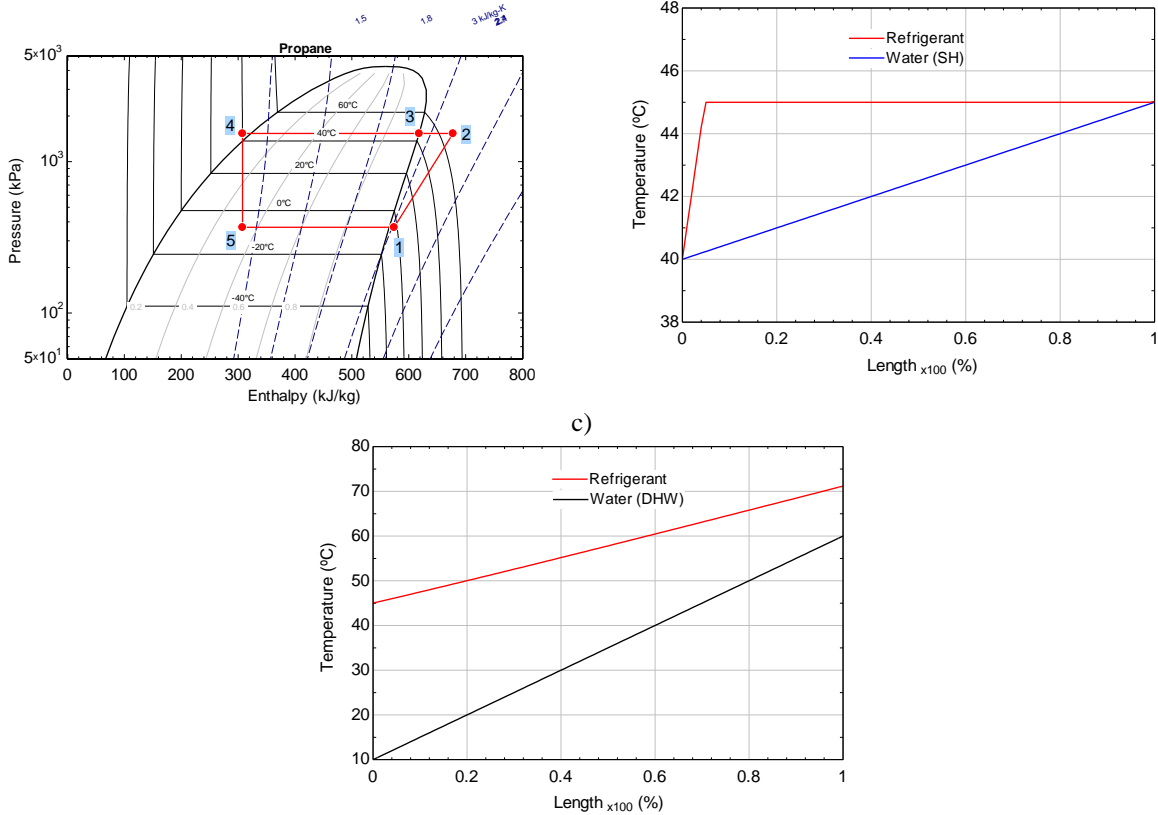 1.5
1.8
3 kJ/kg-K
Propane
5×10³
10³
10²
5×10¹
Pressure (kPa)
60°C
40°C
20°C
0°C
-20°C
-40°C
0.2
0.4
0.6
0.8
4
3
2
5
1
0 100 200 300 400 500 600 700 800
Enthalpy (kJ/kg)
48
46
44
42
40
38
Temperature (ºC)
Refrigerant
Water (SH)
0 0.2 0.4 0.6 0.8 1
Length x100 (%)
c)
80
70
60
50
40
30
20
10
Temperature (ºC)
Refrigerant
Water (DHW)
0 0.2 0.4 0.6 0.8 1
Length x100 (%)